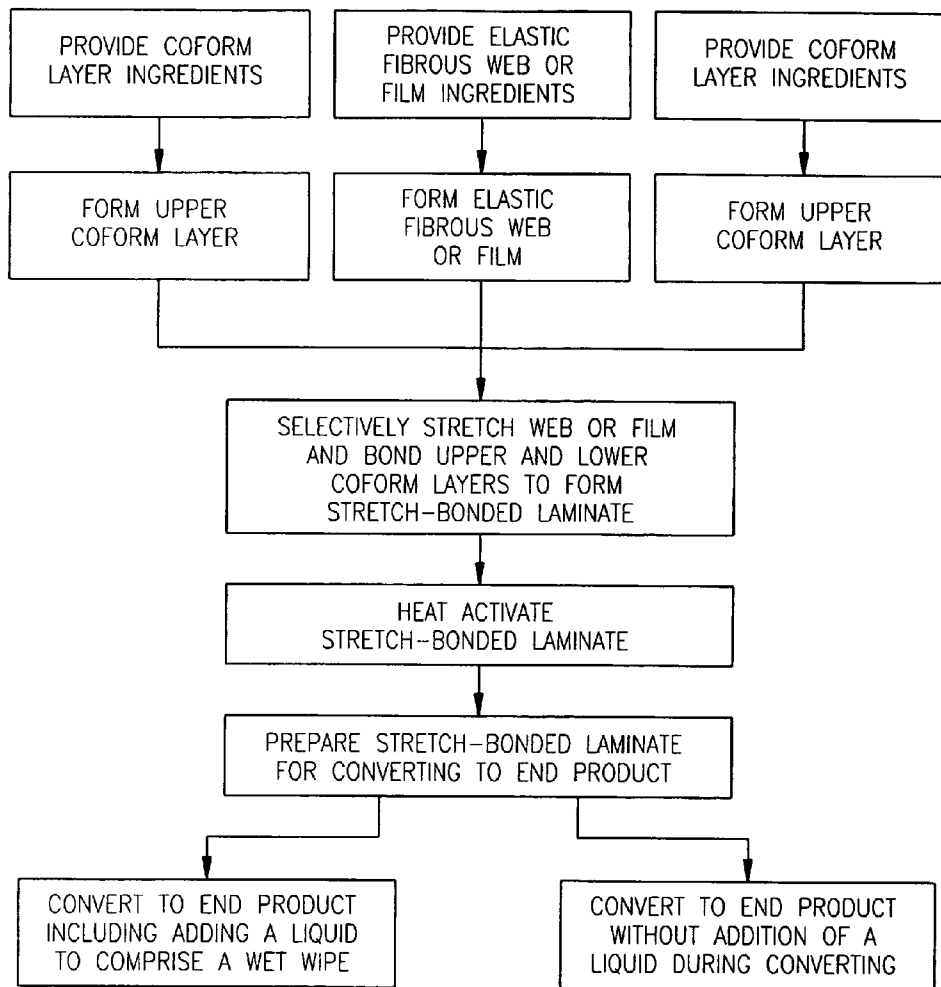 PROVIDE COFORM
LAYER INGREDIENTS
PROVIDE ELASTIC
FIBROUS WEB OR
FILM INGREDIENTS
PROVIDE COFORM
LAYER INGREDIENTS
FORM UPPER
COFORM LAYER
FORM ELASTIC
FIBROUS WEB
OR FILM
FORM UPPER
COFORM LAYER
SELECTIVELY STRETCH WEB OR FILM
AND BOND UPPER AND LOWER
COFORM LAYERS TO FORM
STRETCH-BONDED LAMINATE
HEAT ACTIVATE
STRETCH-BONDED LAMINATE
PREPARE STRETCH-BONDED LAMINATE
FOR CONVERTING TO END PRODUCT
CONVERT TO END PRODUCT
INCLUDING ADDING A LIQUID
TO COMPRISE A WET WIPE
CONVERT TO END PRODUCT
WITHOUT ADDITION OF A
LIQUID DURING CONVERTING